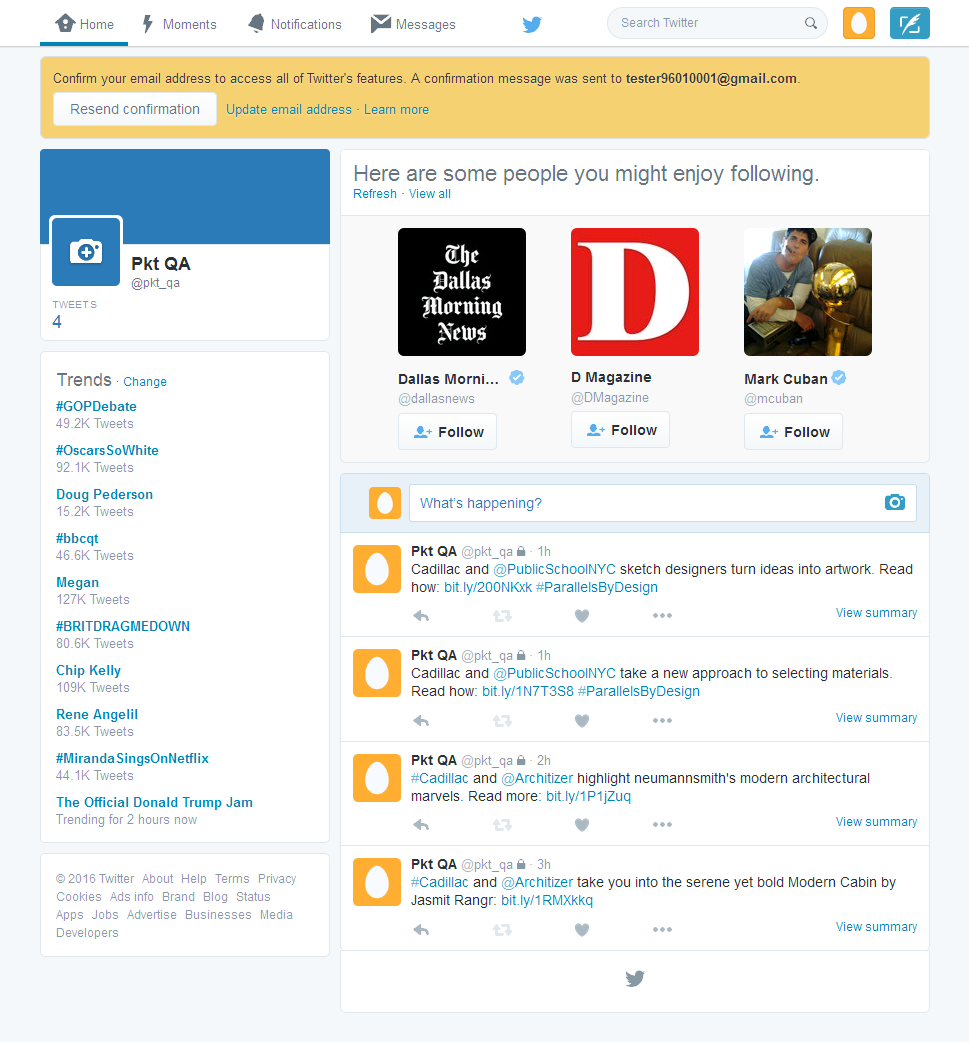 Home Moments Notifications Messages Search Twitter
Confirm your email address to access all of Twitter's features. A confirmation message was sent to tester96010001@gmail.com.
Resend confirmation Update email address · Learn more
Pkt QA
@pkt_qa
TWEETS
4
Trends · Change
#GOPDebate
49.2K Tweets
#OscarsSoWhite
92.1K Tweets
Doug Pederson
15.2K Tweets
#bbcqt
46.6K Tweets
Megan
127K Tweets
#BRITDRAGMEDOWN
80.6K Tweets
Chip Kelly
109K Tweets
Rene Angelil
83.5K Tweets
#MirandaSingsOnNetflix
44.1K Tweets
The Official Donald Trump Jam
Trending for 2 hours now
© 2016 Twitter About Help Terms Privacy
Cookies Ads info Brand Blog Status
Apps Jobs Advertise Businesses Media
Developers
Here are some people you might enjoy following.
Refresh · View all
The
Dallas
Morning
News
Dallas Morni...
@dallasnews
Follow
D
D Magazine
@DMagazine
Follow
Mark Cuban
@mcuban
Follow
What's happening?
Pkt QA @pkt_qa · 1h
Cadillac and @PublicSchoolNYC sketch designers turn ideas into artwork. Read
how: bit.ly/200NKxk #ParallelsByDesign
View summary
Pkt QA @pkt_qa · 1h
Cadillac and @PublicSchoolNYC take a new approach to selecting materials.
Read how: bit.ly/1N7T3S8 #ParallelsByDesign
View summary
Pkt QA @pkt_qa · 2h
#Cadillac and @Architizer highlight neumannsmith's modern architectural
marvels. Read more: bit.ly/1P1jZuq
View summary
Pkt QA @pkt_qa · 3h
#Cadillac and @Architizer take you into the serene yet bold Modern Cabin by
Jasmit Rangr: bit.ly/1RMXkkq
View summary